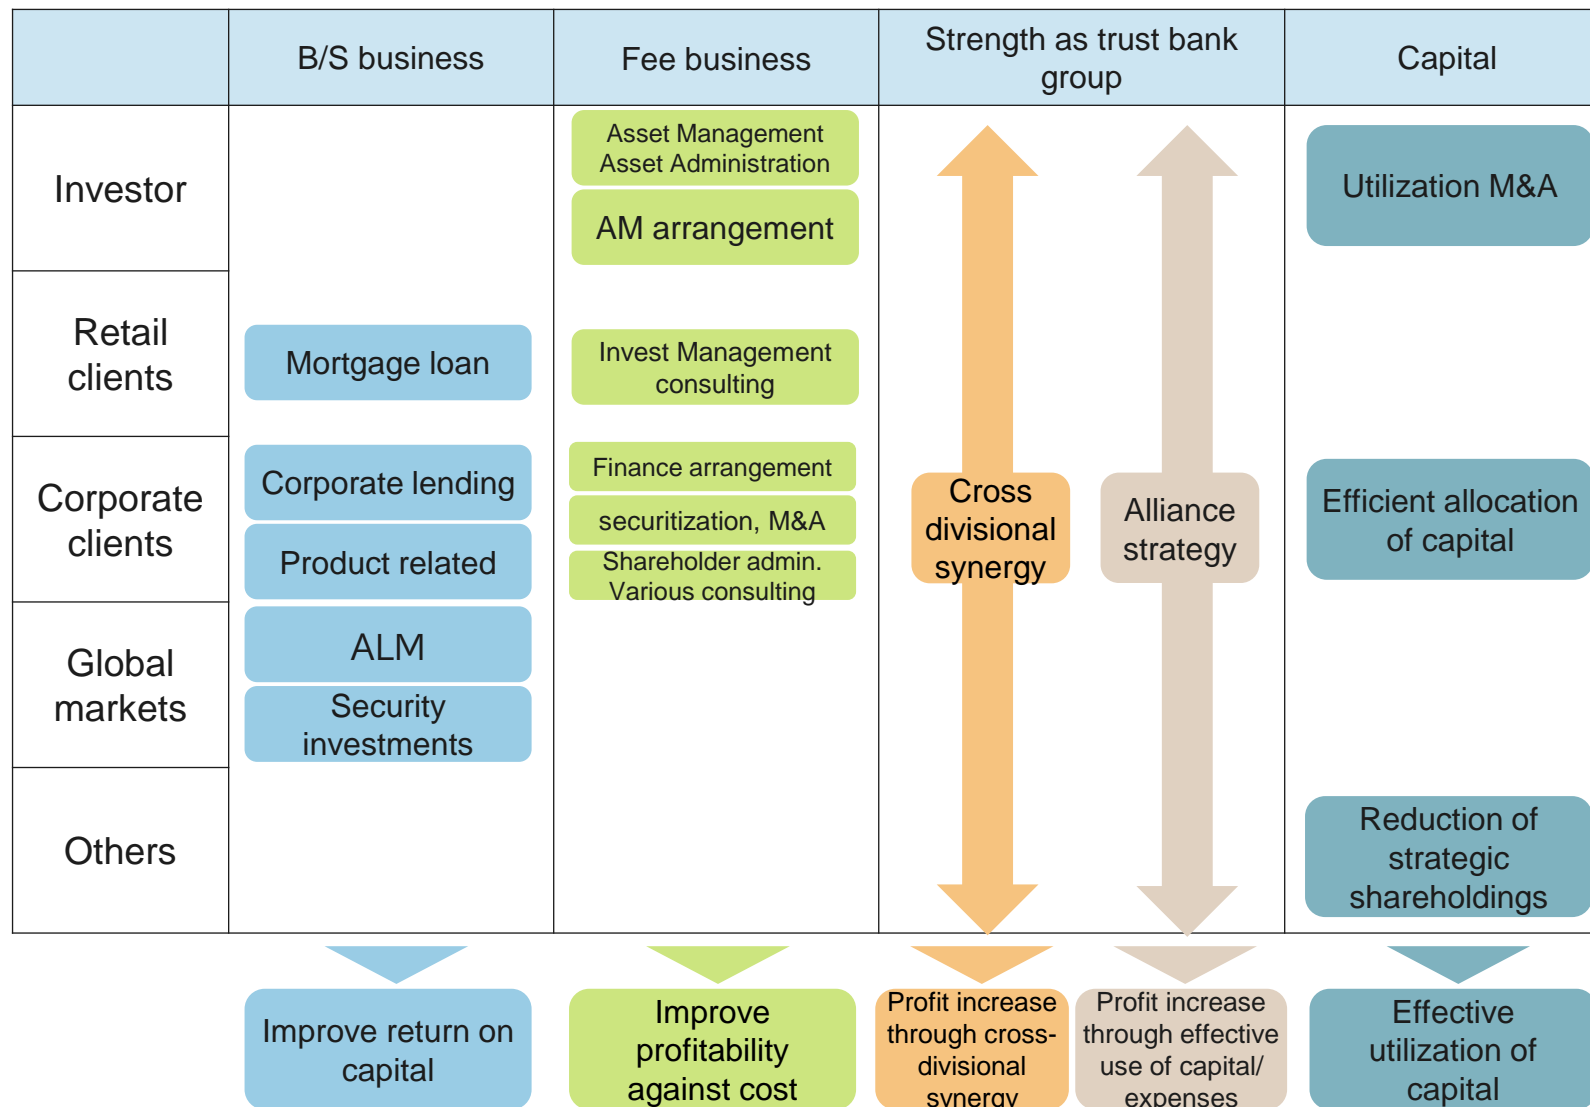 B/S business
Fee business
Strength as trust bank
group
Capital
Investor
Asset Management
Asset Administration
AM arrangement
Utilization M&A
Retail
clients
Mortgage loan
Invest Management
consulting
Corporate
clients
Corporate lending
Product related
Finance arrangement
securitization, M&A
Shareholder admin.
Various consulting
Cross
divisional
synergy
Alliance
strategy
Efficient allocation
of capital
Global
markets
ALM
Security
investments
Others
Reduction of
strategic
shareholdings
Improve return on
capital
Improve
profitability
against cost
Profit increase
through cross-
divisional
synergy
Profit increase
through effective
use of capital/
expenses
Effective
utilization of
capital